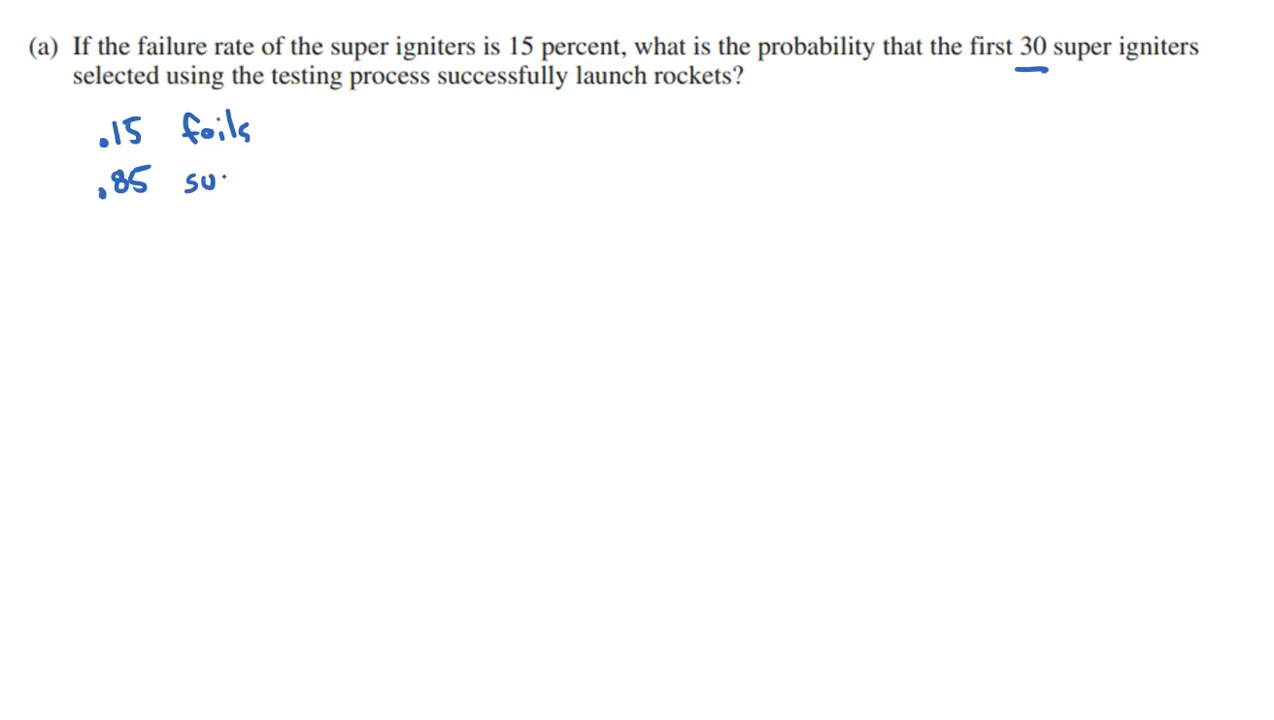 (a) If the failure rate of the super igniters is 15 percent, what is the probability that the first 30 super igniters
selected using the testing process successfully launch rockets?
.15 fails
.85 su